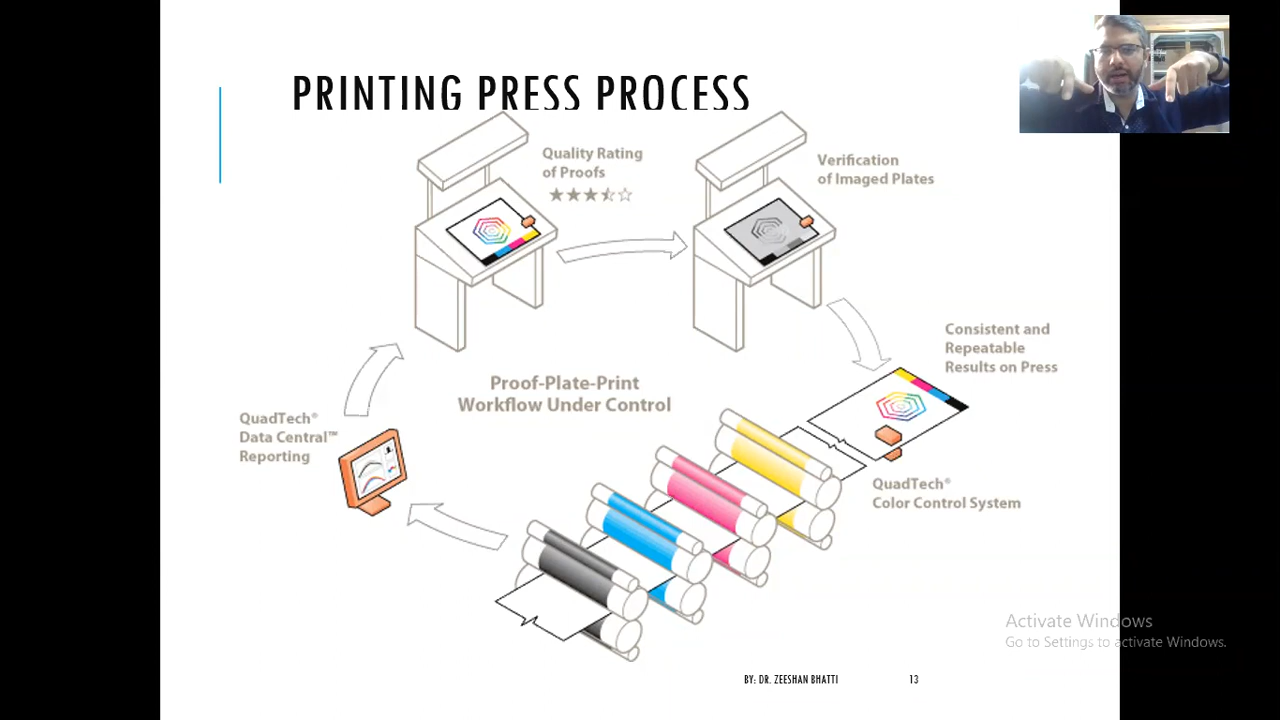 PRINTING PRESS PROCESS
Quality Rating
of Proofs
Verification
of Imaged Plates
Consistent and
Repeatable
Results on Press
Proof-Plate-Print
Workflow Under Control
QuadTech®
Data Central™
Reporting
QuadTech®
Color Control System
Activate Windows
Go to Settings to activate Windows.
BY: DR. ZEESHAN BHATTI
13